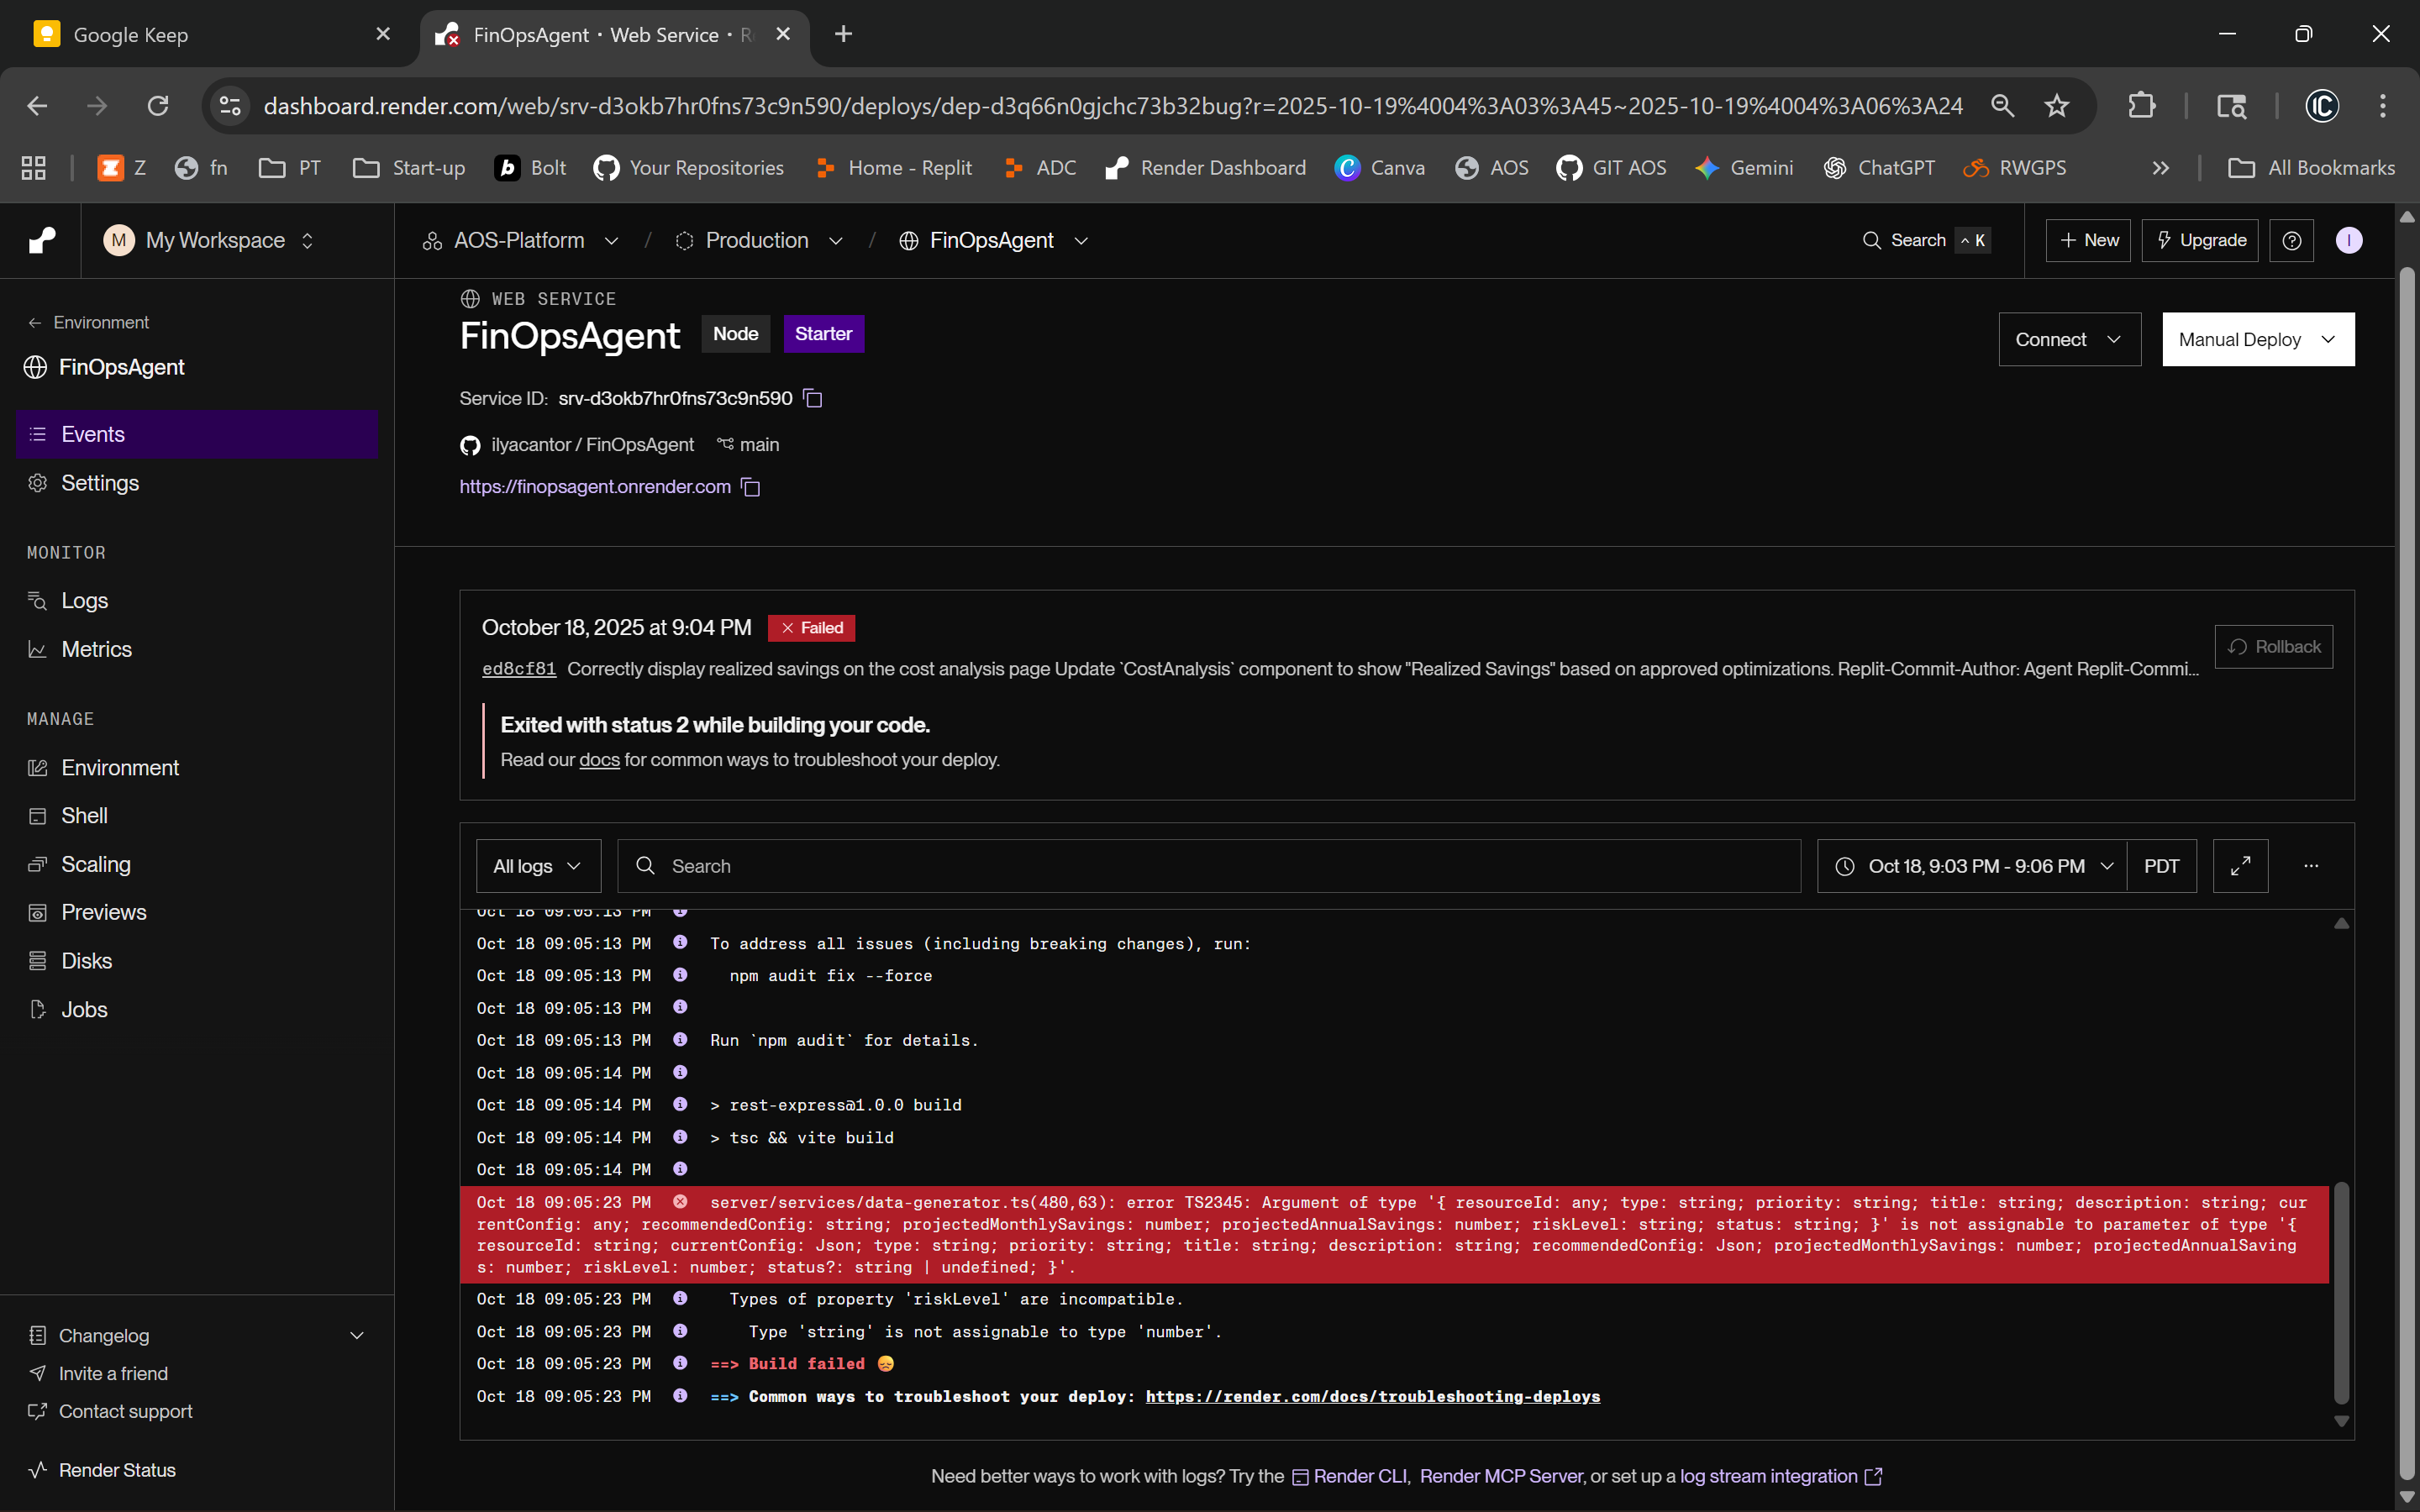 Google Keep
FinOpsAgent · Web Service · R
dashboard.render.com/web/srv-d3okb7hr0fns73c9n590/deploys/dep-d3q66n0gjchc73b32bug?r=2025-10-19%4004%3A03%3A45~2025-10-19%4004%3A06%3A24
IC
Z
fn
PT
Start-up
Bolt
Your Repositories
Home - Replit
ADC
Render Dashboard
Canva
AOS
GIT AOS
Gemini
ChatGPT
RWGPS
All Bookmarks
M My Workspace
AOS-Platform / Production / FinOpsAgent
Search ^ K
+ New
Upgrade
I
← Environment
FinOpsAgent
Events
Settings
MONITOR
Logs
Metrics
MANAGE
Environment
Shell
Scaling
Previews
Disks
Jobs
Changelog
Invite a friend
Contact support
Render Status
WEB SERVICE
FinOpsAgent Node Starter
Connect
Manual Deploy
Service ID: srv-d3okb7hr0fns73c9n590
ilyacantor / FinOpsAgent main
https://finopsagent.onrender.com
October 18, 2025 at 9:04 PM Failed
Rollback
ed8cf81 Correctly display realized savings on the cost analysis page Update `CostAnalysis` component to show "Realized Savings" based on approved optimizations. Replit-Commit-Author: Agent Replit-Commi...
Exited with status 2 while building your code.
Read our docs for common ways to troubleshoot your deploy.
All logs
Search
Oct 18, 9:03 PM - 9:06 PM PDT
...
Oct 18 09:05:13 PM
Oct 18 09:05:13 PM To address all issues (including breaking changes), run:
Oct 18 09:05:13 PM npm audit fix --force
Oct 18 09:05:13 PM
Oct 18 09:05:13 PM Run `npm audit` for details.
Oct 18 09:05:14 PM
Oct 18 09:05:14 PM > rest-express@1.0.0 build
Oct 18 09:05:14 PM > tsc && vite build
Oct 18 09:05:14 PM
Oct 18 09:05:23 PM server/services/data-generator.ts(480,63): error TS2345: Argument of type '{ resourceId: any; type: string; priority: string; title: string; description: string; cur
rentConfig: any; recommendedConfig: string; projectedMonthlySavings: number; projectedAnnualSavings: number; riskLevel: string; status: string; }' is not assignable to parameter of type '{
resourceId: string; currentConfig: Json; type: string; priority: string; title: string; description: string; recommendedConfig: Json; projectedMonthlySavings: number; projectedAnnualSaving
s: number; riskLevel: number; status?: string | undefined; }'.
Oct 18 09:05:23 PM Types of property 'riskLevel' are incompatible.
Oct 18 09:05:23 PM Type 'string' is not assignable to type 'number'.
Oct 18 09:05:23 PM ==> Build failed 😞
Oct 18 09:05:23 PM ==> Common ways to troubleshoot your deploy: https://render.com/docs/troubleshooting-deploys
Need better ways to work with logs? Try the Render CLI, Render MCP Server, or set up a log stream integration